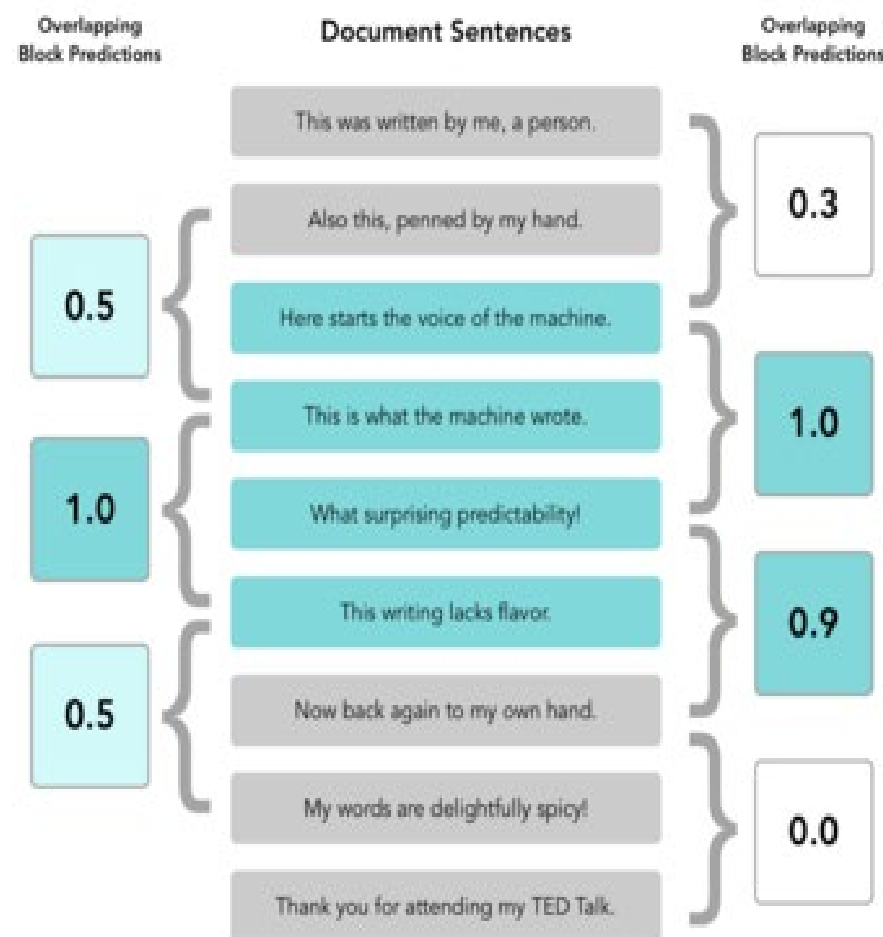 Overlapping
Block Predictions
Document Sentences
Overlapping
Block Predictions
This was written by me, a person.
0.3
Also this, penned by my hand.
0.5
Here starts the voice of the machine.
This is what the machine wrote.
1.0
1.0
What surprising predictability!
This writing lacks flavor.
0.9
0.5
Now back again to my own hand.
My words are delightfully spicy!
0.0
Thank you for attending my TED Talk.